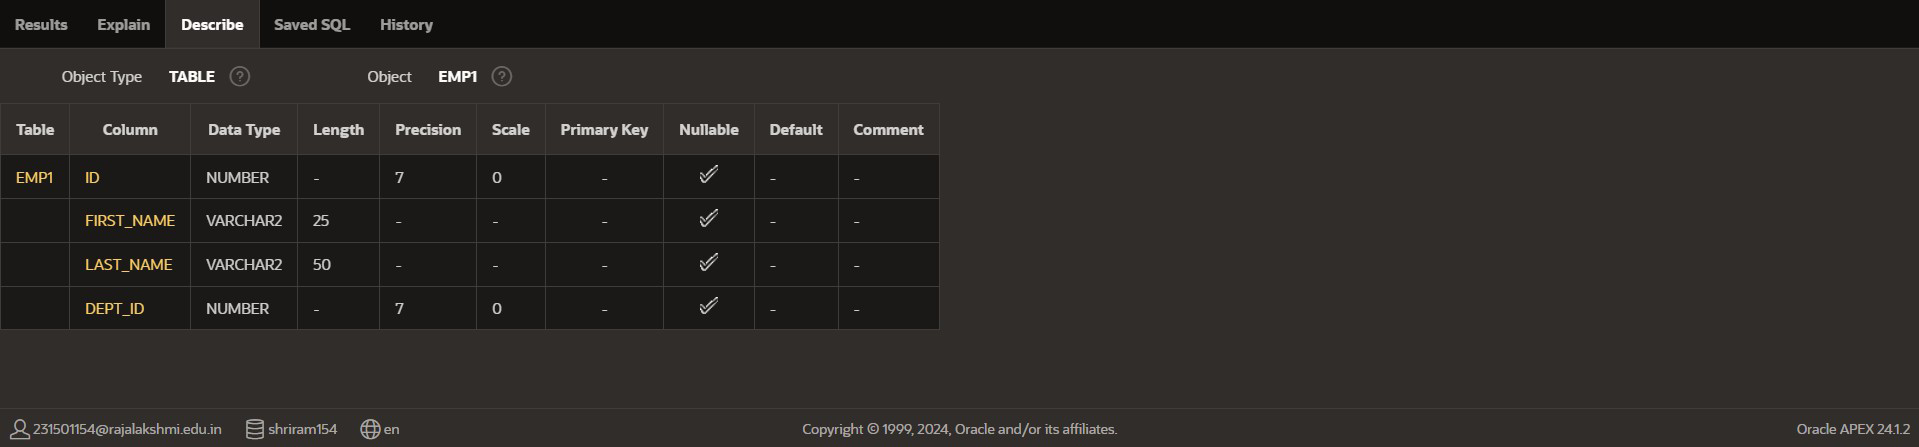 Results Explain Describe Saved SQL History
Object Type TABLE ? Object EMP1 ?
Table Column Data Type Length Precision Scale Primary Key Nullable Default Comment
EMP1 ID NUMBER - 7 0 - - -
FIRST_NAME VARCHAR2 25 - - - - -
LAST_NAME VARCHAR2 50 - - - - -
DEPT_ID NUMBER - 7 0 - - -
231501154@rajalakshmi.edu.in shriram154 en Copyright © 1999, 2024, Oracle and/or its affiliates. Oracle APEX 24.1.2